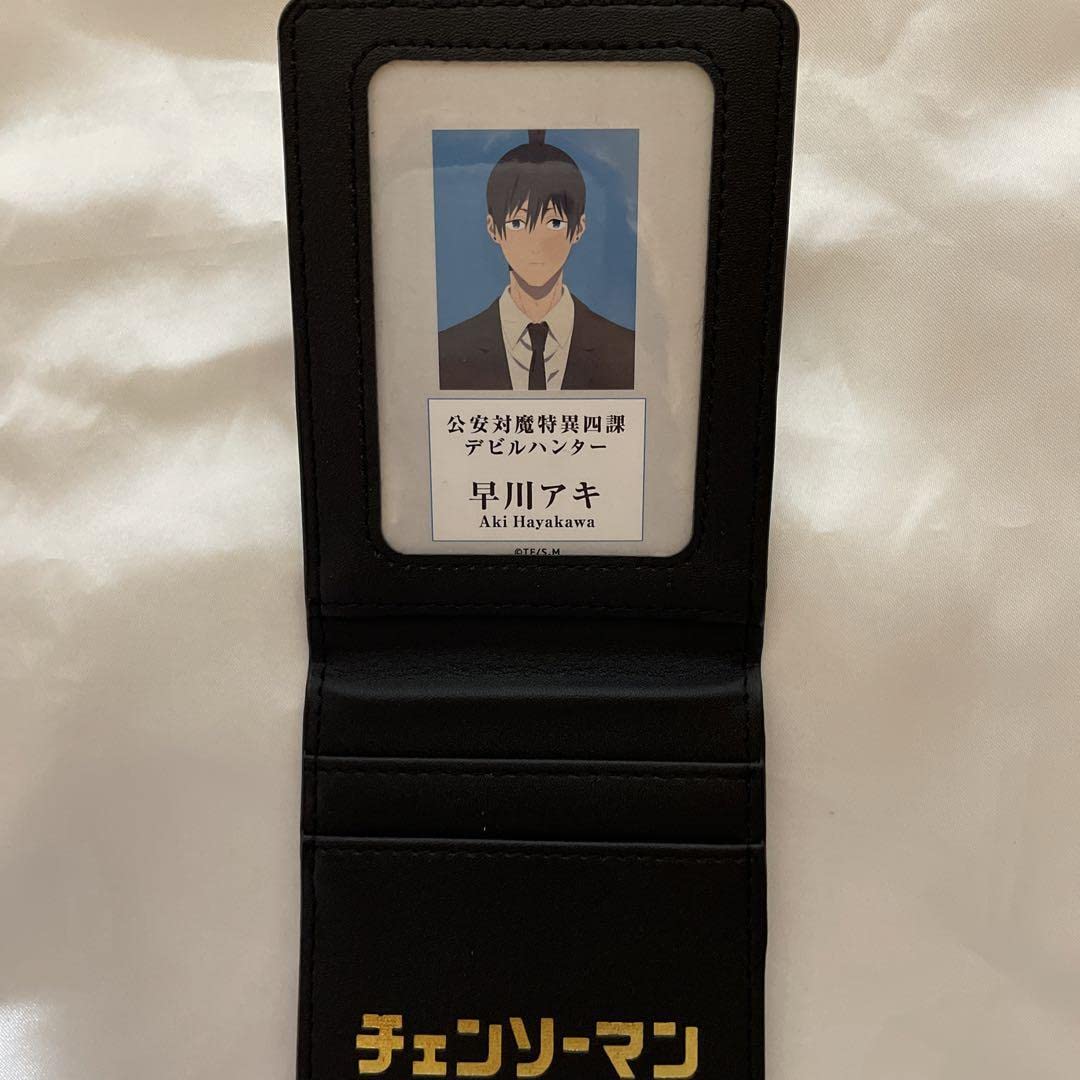 公安対魔特異四課
デビルハンター
早川アキ
Aki Hayakawa
©TF/S,M
チェンソーマン